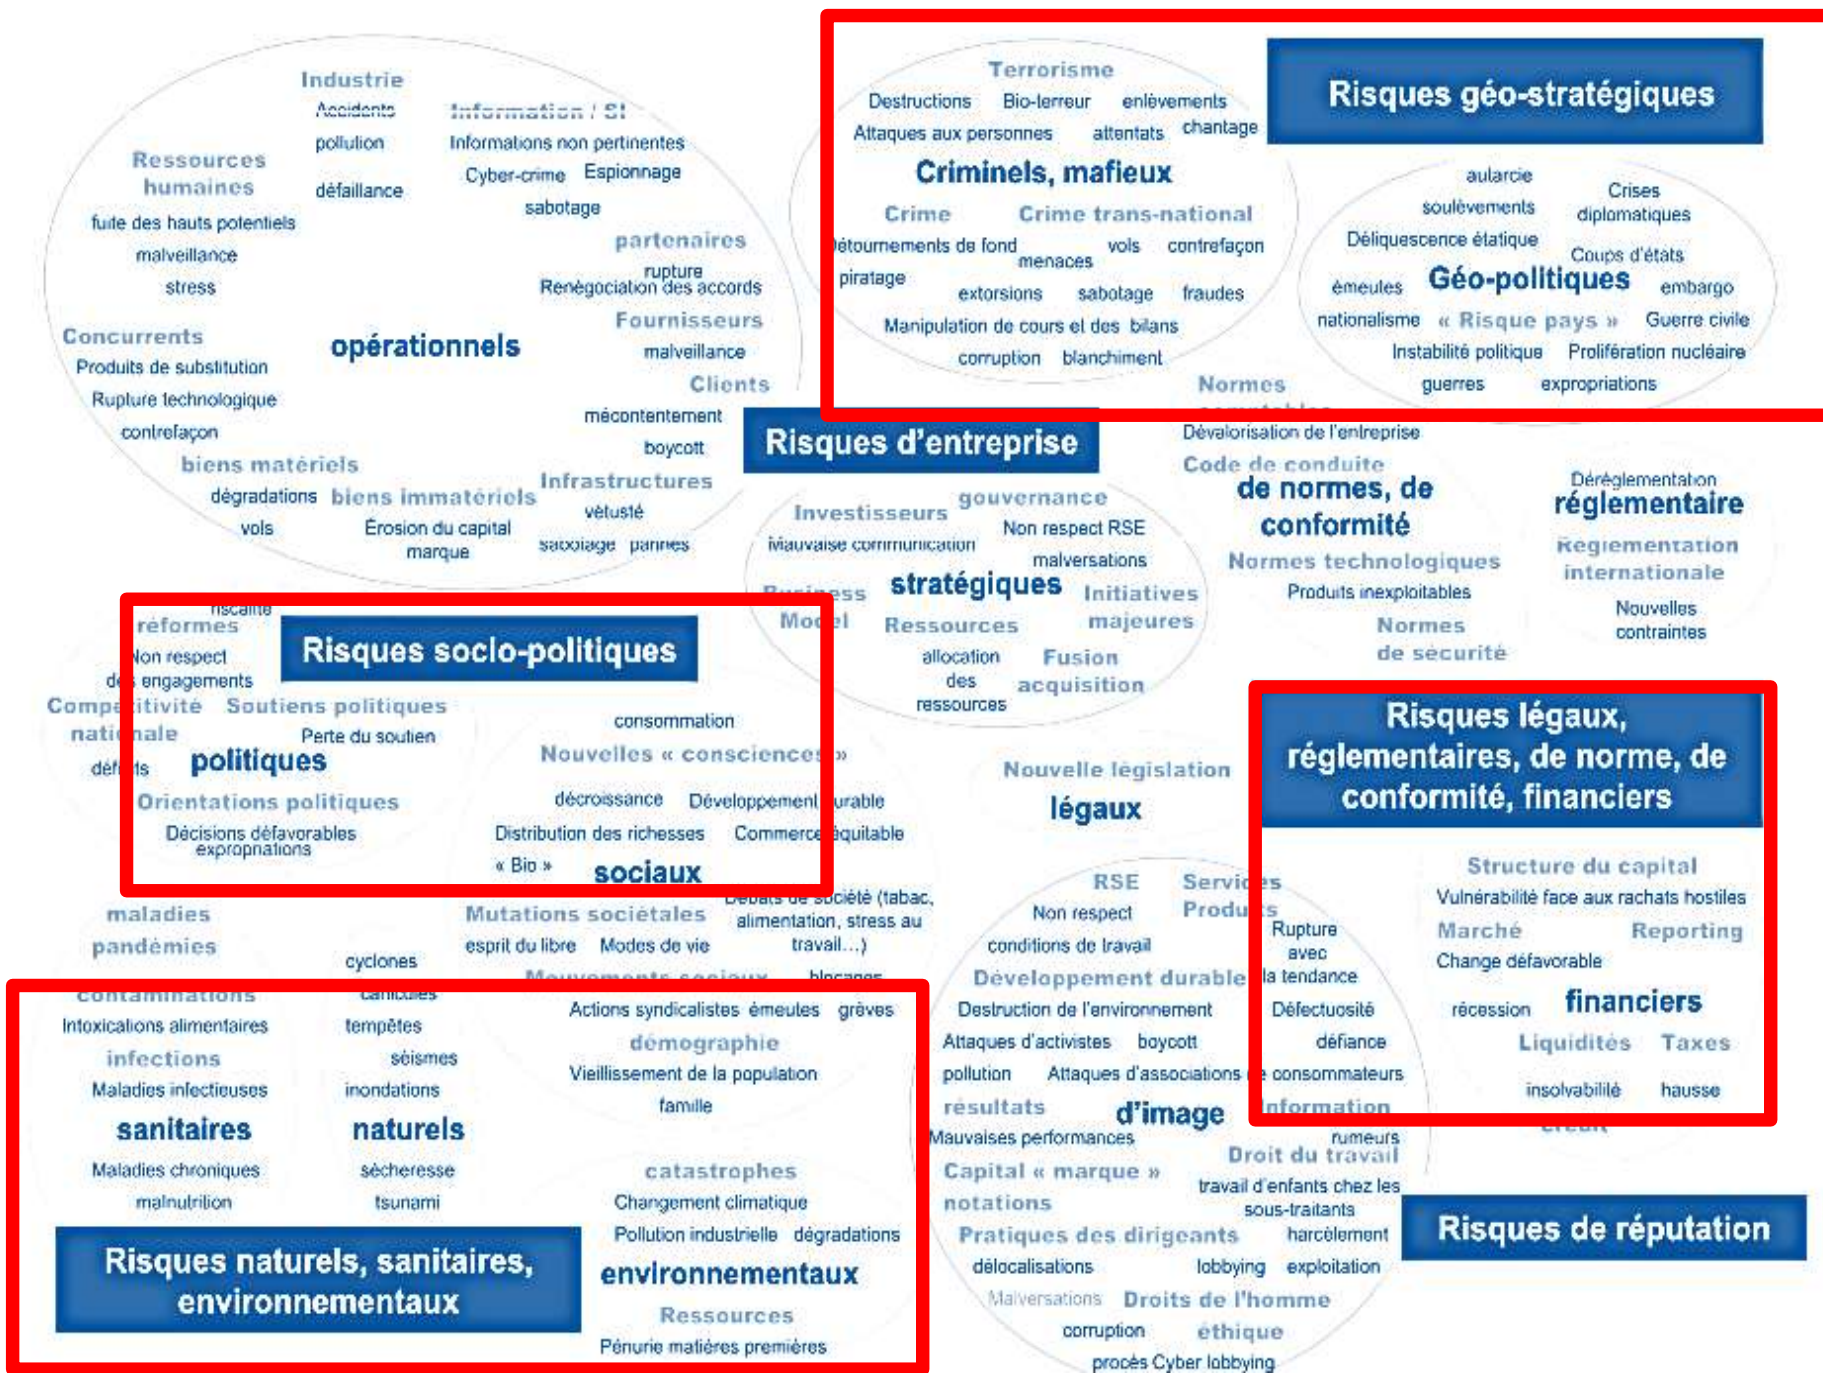 Industrie
Accidents
pollution
défaillance
Information / SI
Informations non pertinentes
Cyber-crime Espionnage
sabotage
Ressources
humaines
fuite des hauts potentiels
malveillance
stress
partenaires
rupture
Renégociation des accords
Fournisseurs
malveillance
Concurrents
Produits de substitution
Rupture technologique
contrefaçon
opérationnels
Clients
mécontentement
boycott
biens matériels
dégradations
vols
biens immatériels
Érosion du capital
marque
Infrastructures
vétusté
sabotage pannes
Terrorisme
Destructions Bio-terreur enlèvements
Attaques aux personnes attentats chantage
Criminels, mafieux
Crime Crime trans-national
Détournements de fond vols contrefaçon
menaces
piratage
extorsions sabotage fraudes
Manipulation de cours et des bilans
corruption blanchiment
Risques géo-stratégiques
autarcie
Crises
diplomatiques
soulèvements
Déliquescence étatique
Coups d'états
émeutes Géo-politiques embargo
nationalisme « Risque pays » Guerre civile
Instabilité politique Prolifération nucléaire
guerres expropriations
Risques d'entreprise
Normes
comptables
Dévalorisation de l'entreprise
Code de conduite
de normes, de
conformité
Normes technologiques
Produits inexploitables
Normes
de sécurité
Déréglementation
réglementaire
Réglementation
internationale
Nouvelles
contraintes
Investisseurs gouvernance
Mauvaise communication
Non respect RSE
malversations
stratégiques
Business
Model
Initiatives
majeures
Ressources
allocation
des
ressources
Fusion
acquisition
fiscalité
réformes
Non respect
des engagements
Risques socio-politiques
Compétitivité
nationale
déficits
Soutiens politiques
Perte du soutien
politiques
Orientations politiques
Décisions défavorables
expropriations
consommation
Nouvelles « consciences »
décroissance Développement durable
Distribution des richesses Commerce équitable
« Bio »
sociaux
Mutations sociétales
esprit du libre Modes de vie
Débats de société (tabac,
alimentation, stress au
travail...)
Mouvements sociaux blocages
Actions syndicalistes émeutes grèves
démographie
Vieillissement de la population
famille
Nouvelle législation
légaux
Risques légaux,
réglementaires, de norme, de
conformité, financiers
Structure du capital
Vulnérabilité face aux rachats hostiles
Marché Reporting
Change défavorable
récession financiers
Liquidités Taxes
insolvabilité hausse
crédit
maladies
pandémies
contaminations
Intoxications alimentaires
infections
Maladies infectieuses
sanitaires
Maladies chroniques
malnutrition
cyclones
canicules
tempêtes
séismes
inondations
naturels
sécheresse
tsunami
Risques naturels, sanitaires,
environnementaux
catastrophes
Changement climatique
Pollution industrielle dégradations
environnementaux
Ressources
Pénurie matières premières
RSE
Non respect
conditions de travail
Services
Produits
Rupture
avec
la tendance
Défectuosité
défiance
Développement durable
Destruction de l'environnement
Attaques d'activistes boycott
pollution Attaques d'associations de consommateurs
résultats
Mauvaises performances
d'image
Information
rumeurs
Capital « marque »
notations
Droit du travail
travail d'enfants chez les
sous-traitants
harcèlement
Pratiques des dirigeants
délocalisations
lobbying exploitation
Malversations Droits de l'homme
corruption éthique
procès Cyber lobbying
Risques de réputation